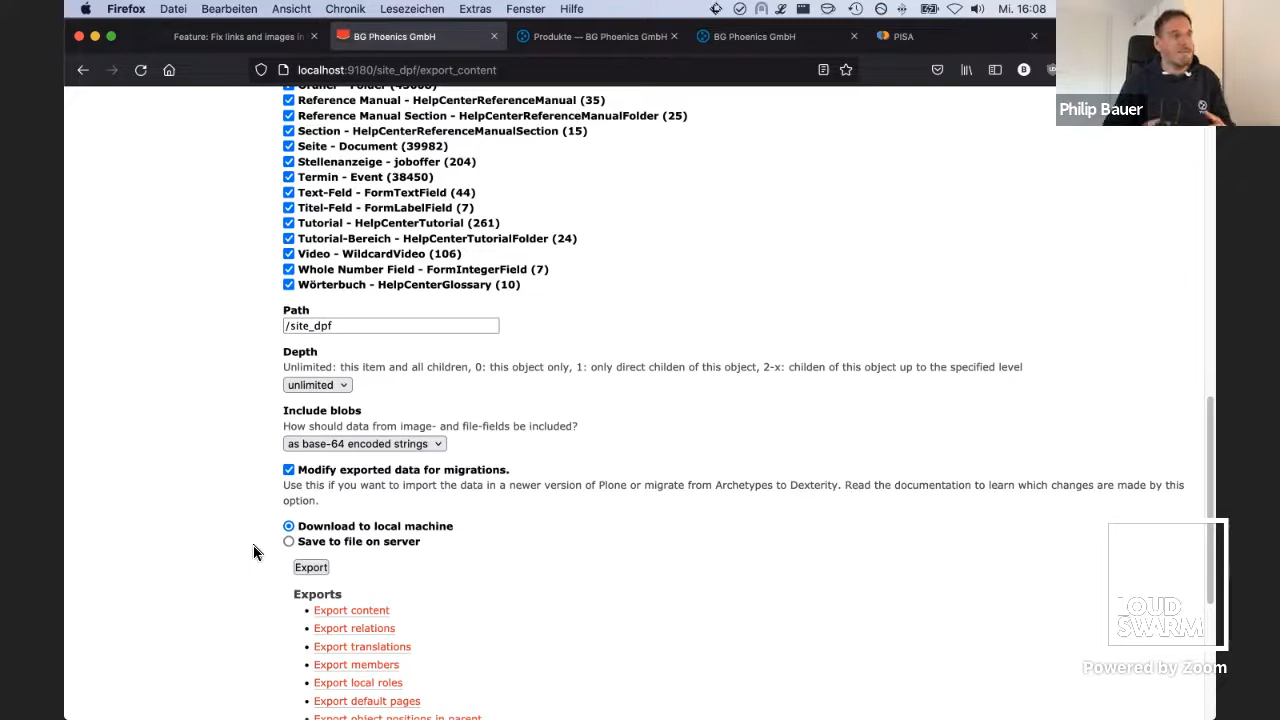 Firefox Datei Bearbeiten Ansicht Chronik Lesezeichen Extras Fenster Hilfe Mi. 16:08
Feature: Fix links and images in BG Phoenics GmbH Produkte — BG Phoenics GmbH BG Phoenics GmbH PISA
localhost:9180/site_dpf/export_content
Philip Bauer
Ordner - Folder
Reference Manual - HelpCenterReferenceManual (35)
Reference Manual Section - HelpCenterReferenceManualFolder (25)
Section - HelpCenterReferenceManualSection (15)
Seite - Document (39982)
Stellenanzeige - joboffer (204)
Termin - Event (38450)
Text-Feld - FormTextField (44)
Titel-Feld - FormLabelField (7)
Tutorial - HelpCenterTutorial (261)
Tutorial-Bereich - HelpCenterTutorialFolder (24)
Video - WildcardVideo (106)
Whole Number Field - FormIntegerField (7)
Wörterbuch - HelpCenterGlossary (10)
Path
/site_dpf
Depth
Unlimited: this item and all children, 0: this object only, 1: only direct childen of this object, 2-x: childen of this object up to the specified level
unlimited
Include blobs
How should data from image- and file-fields be included?
as base-64 encoded strings
Modify exported data for migrations.
Use this if you want to import the data in a newer version of Plone or migrate from Archetypes to Dexterity. Read the documentation to learn which changes are made by this
option.
Download to local machine
Save to file on server
Export
Exports
Export content
Export relations
Export translations
Export members
Export local roles
Export default pages
Export object positions in parent
LOUD
SWARM
Powered by Zoom